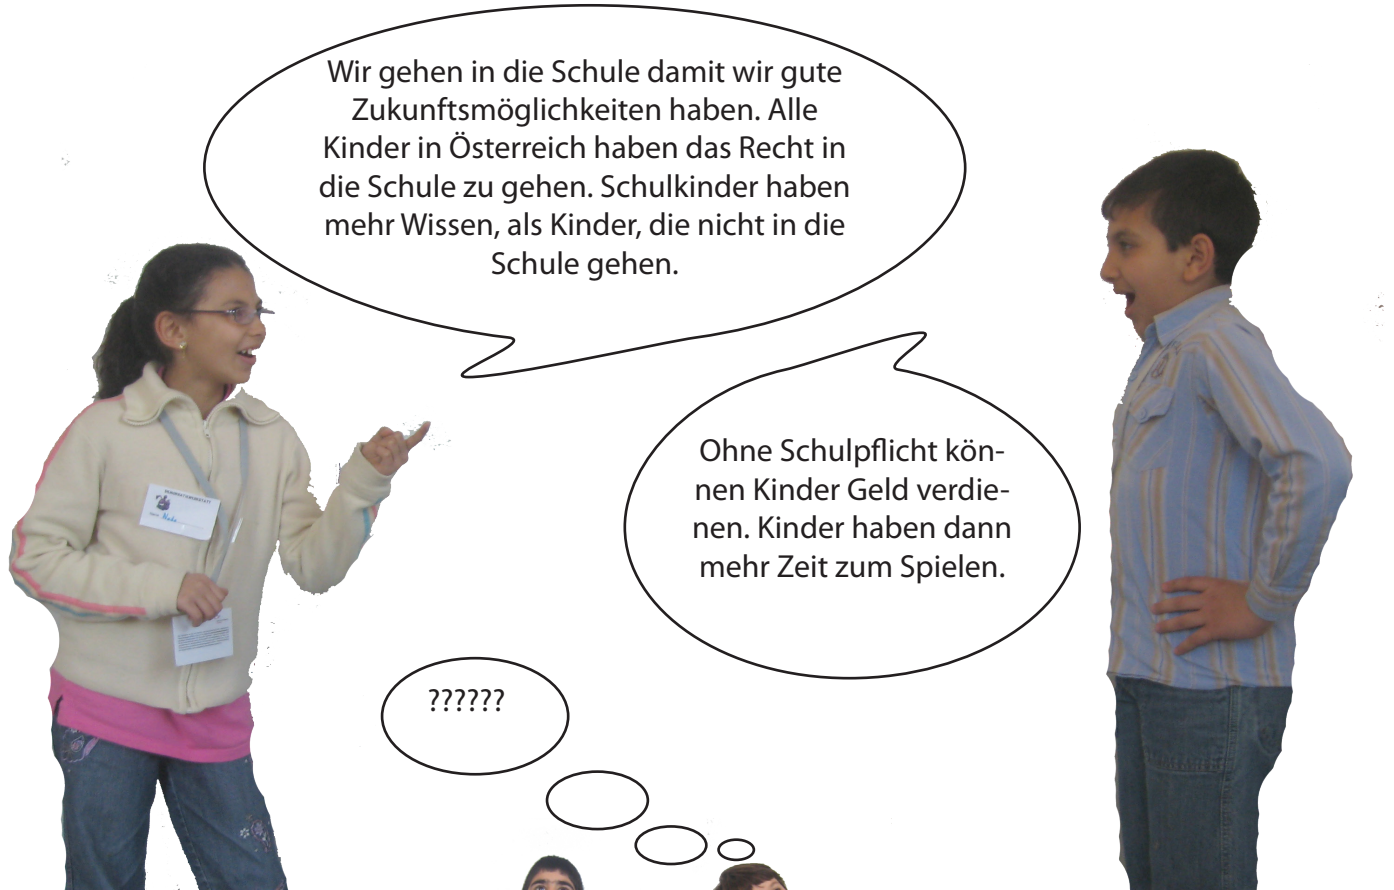 Wir gehen in die Schule damit wir gute
Zukunftsmöglichkeiten haben. Alle
Kinder in Österreich haben das Recht in
die Schule zu gehen. Schulkinder haben
mehr Wissen, als Kinder, die nicht in die
Schule gehen.
Ohne Schulpflicht kön-
nen Kinder Geld verdie-
nen. Kinder haben dann
mehr Zeit zum Spielen.
??????